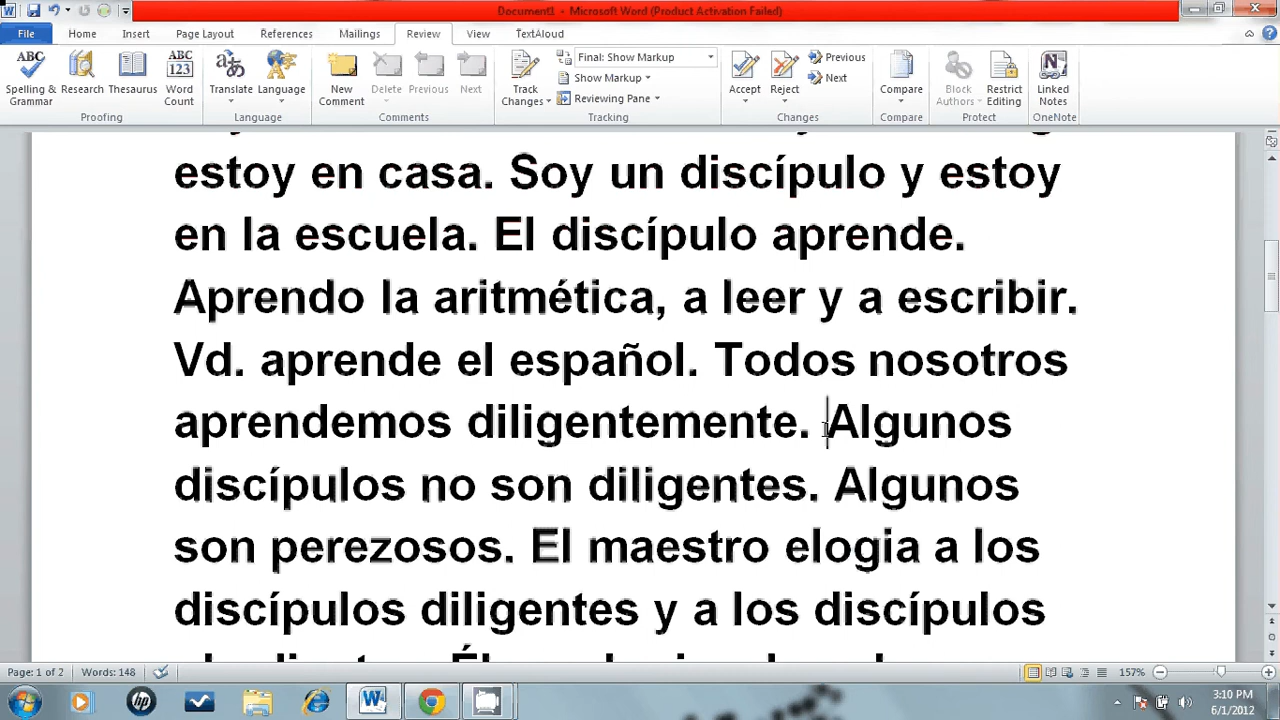 Document1 - Microsoft Word (Product Activation Failed)
File Home Insert Page Layout References Mailings Review View TextAloud
Spelling & Grammar
Research
Thesaurus
ABC 123 Word Count
Translate
Language
New Comment
Delete
Previous
Next
Track Changes
Final: Show Markup
Show Markup
Reviewing Pane
Accept
Reject
Previous
Next
Compare
Block Authors
Restrict Editing
Linked Notes
Proofing Language Comments Tracking Changes Compare Protect OneNote
estoy en casa. Soy un discípulo y estoy
en la escuela. El discípulo aprende.
Aprendo la aritmética, a leer y a escribir.
Vd. aprende el español. Todos nosotros
aprendemos diligentemente. Algunos
discípulos no son diligentes. Algunos
son perezosos. El maestro elogia a los
discípulos diligentes y a los discípulos
Page: 1 of 2 Words: 148 157%
3:10 PM
6/1/2012